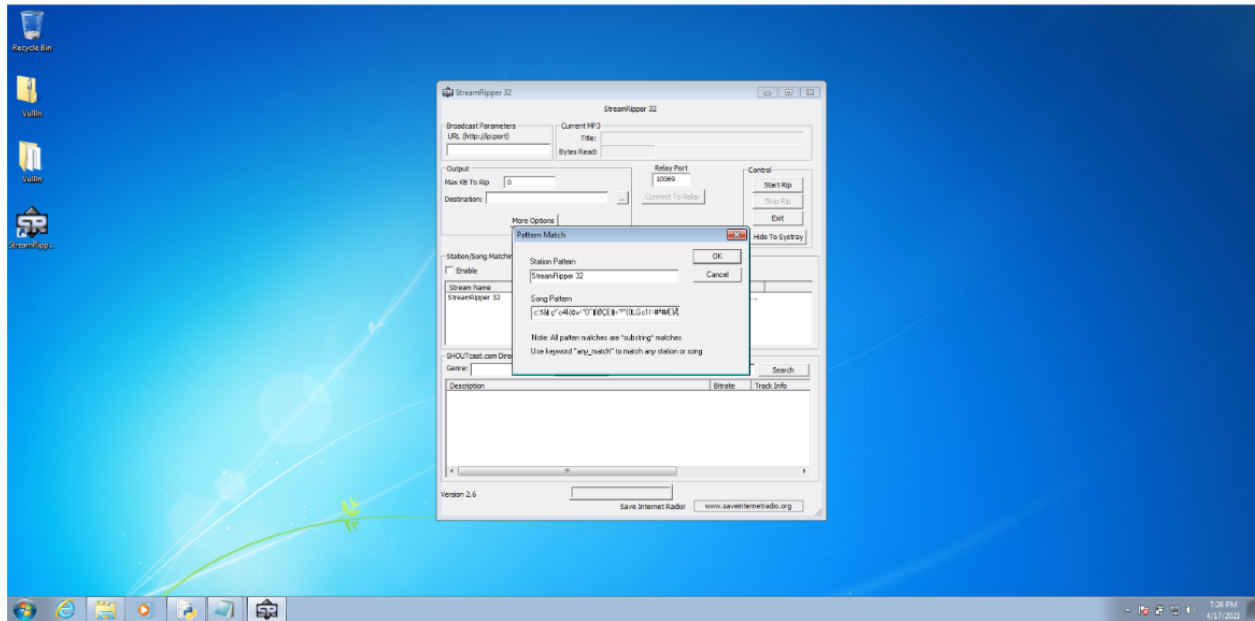 Recycle Bin
Vulln
Vulln
StreamRipp...
StreamRipper 32
StreamRipper 32
Broadcast Parameters
URL (http://ip:port)
Current MP3
Title:
Bytes Read:
Output
Max KB To Rip
0
Destination:
...
More Options
Relay Port
10069
Connect To Relay
Control
Start Rip
Stop Rip
Exit
Hide To Systray
Pattern Match
Station Pattern
StreamRipper 32
Song Pattern
OK
Cancel
Note: All patten matches are "substring" matches
Use keyword "any_match" to match any station or song
Station/Song Matchin
Enable
Stream Name
StreamRipper 32
SHOUTcast.com Dire
Genre:
Search
Description
Bitrate
Track Info
Version 2.6
Save Internet Radio!
www.saveinternetradio.org
7:26 PM
4/17/2021